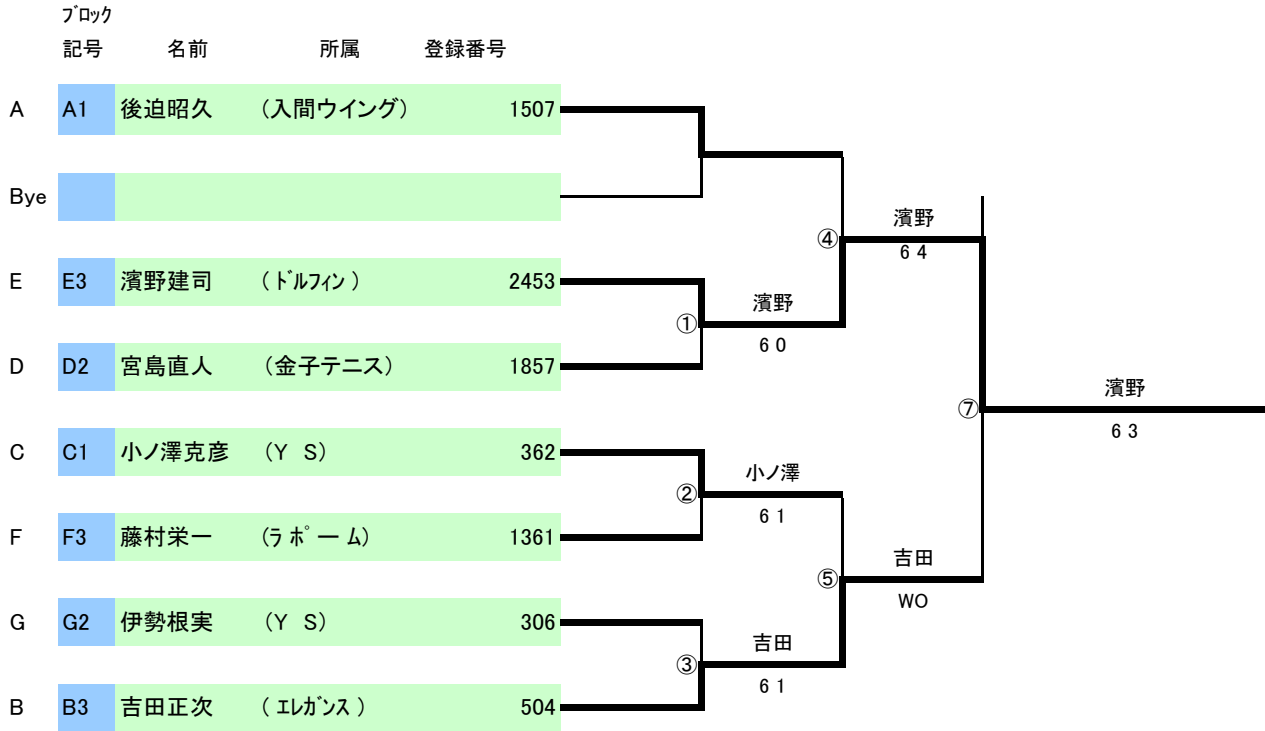 ブロック
記号 名前 所属 登録番号
A A1 後迫昭久 (入間ウイング) 1507
Bye
E E3 濱野建司 (ドルフィン) 2453
D D2 宮島直人 (金子テニス) 1857
C C1 小ノ澤克彦 (Y S) 362
F F3 藤村栄一 (ラポーム) 1361
G G2 伊勢根実 (Y S) 306
B B3 吉田正次 (エレガンス) 504
① 濱野
6 0
② 小ノ澤
6 1
③ 吉田
6 1
④ 濱野
6 4
⑤ 吉田
WO
⑦ 濱野
6 3